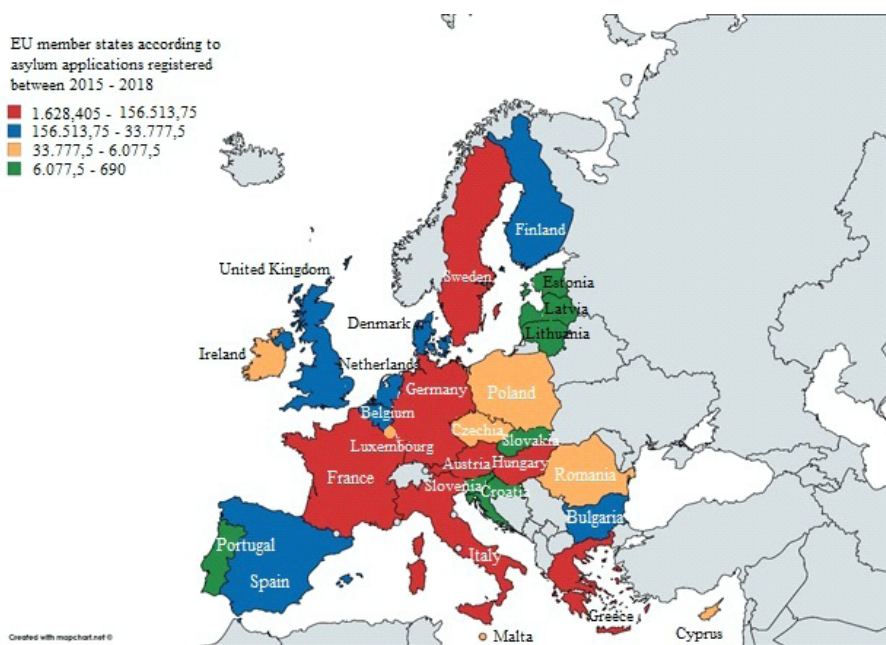 EU member states according to
asylum applications registered
between 2015 - 2018
1.628,405 - 156.513,75
156.513,75 - 33.777,5
33.777,5 - 6.077,5
6.077,5 - 690
Finland
United Kingdom
Sweden
Estonia
Latvia
Denmark
Lithuania
Ireland
Netherlands
Germany
Poland
Belgium
Czechia
Slovakia
Luxembourg
Austria
Hungary
France
Romania
Slovenia
Croatia
Bulgaria
Portugal
Italy
Spain
Greece
Malta
Cyprus
Created with mapchart.net ©